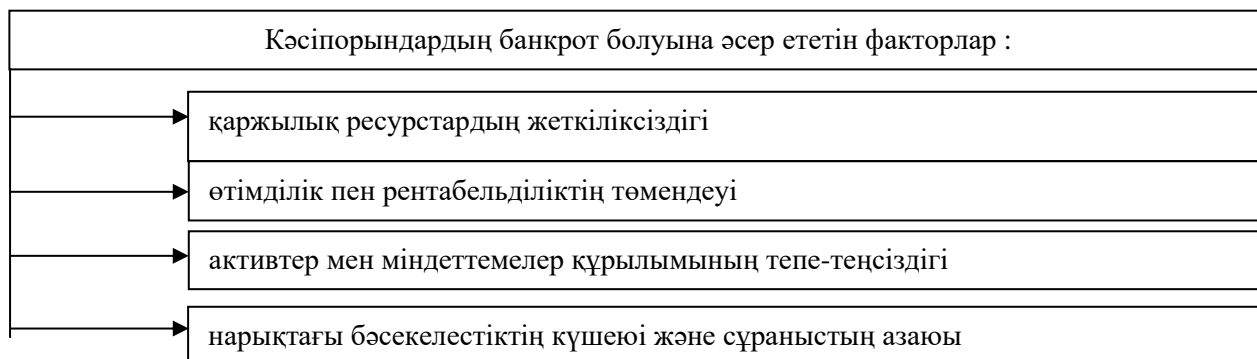 Кәсіпорындардың банкрот болуына әсер ететін факторлар :
қаржылық ресурстардың жеткіліксіздігі
өтімділік пен рентабельділіктің төмендеуі
активтер мен міндеттемелер құрылымының тепе-теңсіздігі
нарықтағы бәсекелестіктің күшеюі және сұраныстың азаюы